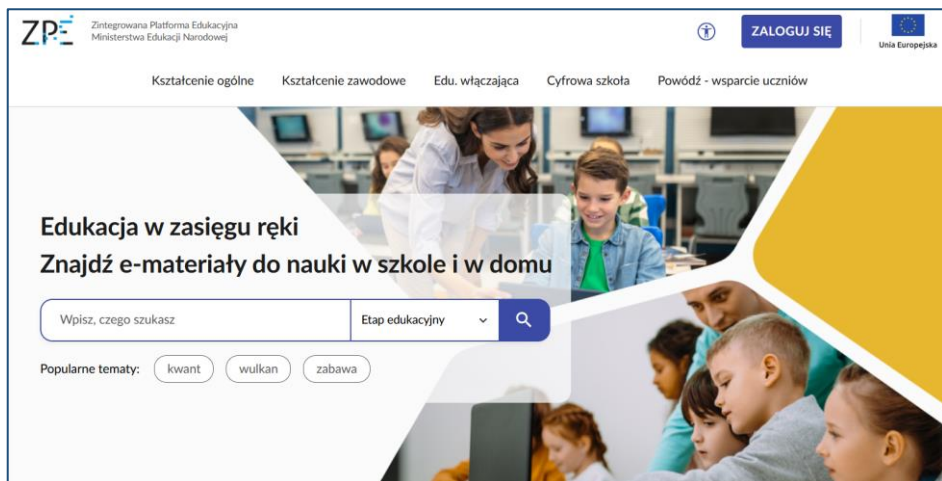 ZPE
Zintegrowana Platforma Edukacyjna
Ministerstwa Edukacji Narodowej
ZALOGUJ SIĘ
Unia Europejska
Kształcenie ogólne
Kształcenie zawodowe
Edu. włączająca
Cyfrowa szkoła
Powódź - wsparcie uczniów
Edukacja w zasięgu ręki
Znajdź e-materiały do nauki w szkole i w domu
Wpisz, czego szukasz
Etap edukacyjny
Popularne tematy:
kwant
wulkan
zabawa